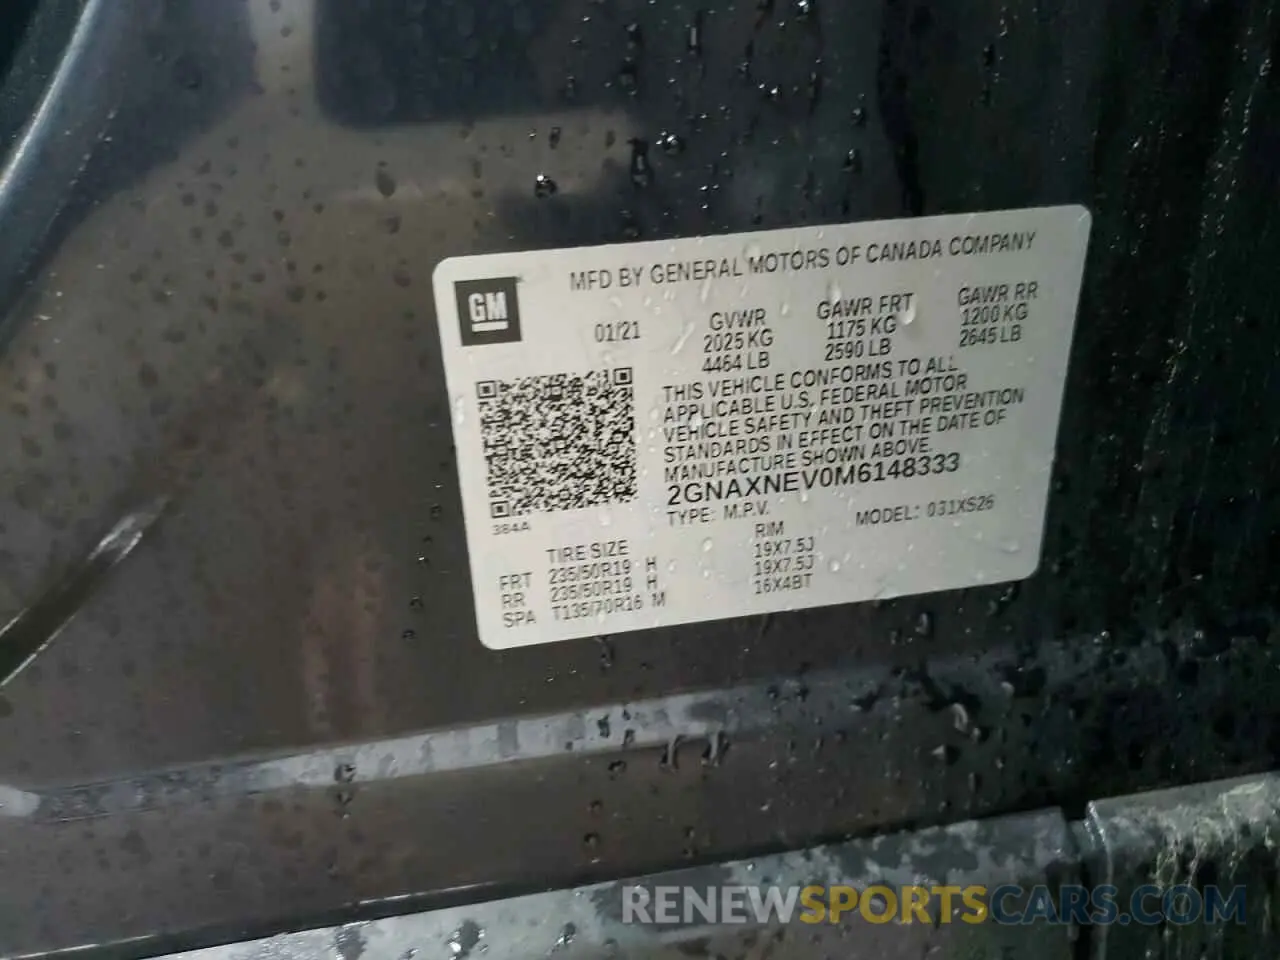 GM
MFD BY GENERAL MOTORS OF CANADA COMPANY
01/21
GVWR GAWR FRT GAWR RR
2025 KG 1175 KG 1200 KG
4464 LB 2590 LB 2645 LB
THIS VEHICLE CONFORMS TO ALL
APPLICABLE U.S. FEDERAL MOTOR
VEHICLE SAFETY AND THEFT PREVENTION
STANDARDS IN EFFECT ON THE DATE OF
MANUFACTURE SHOWN ABOVE.
2GNAXNEV0M6148333
384A
TYPE: M.P.V. MODEL: 031XS26
TIRE SIZE RIM
FRT 235/50R19 H 19X7.5J
RR 235/50R19 H 19X7.5J
SPA T135/70R16 M 16X4BT
RENEWSPORTSCARS.COM